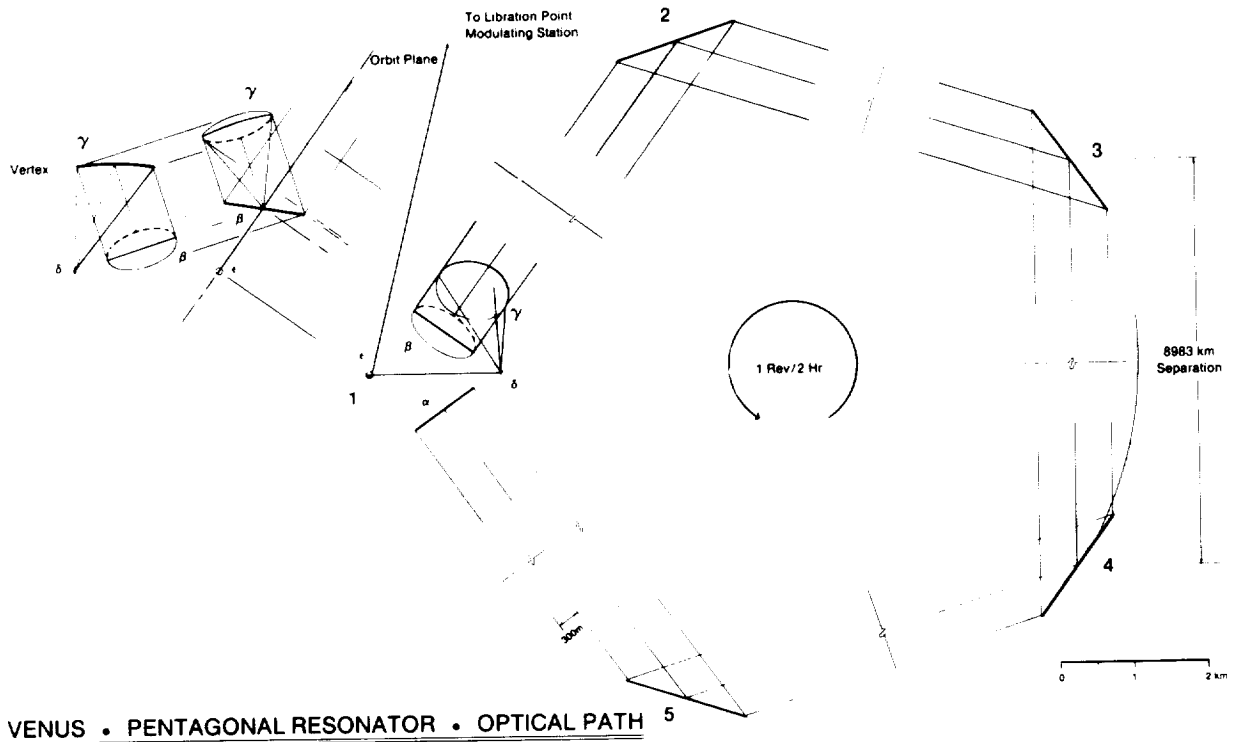 To Libration Point
Modulating Station
2
Orbit Plane
γ
γ
Vertex
3
β
δ
β
ε
γ
β
8983 km
Separation
1 Rev/2 Hr
ε
1
δ
α
4
300m
0 1 2 km
5
VENUS • PENTAGONAL RESONATOR • OPTICAL PATH